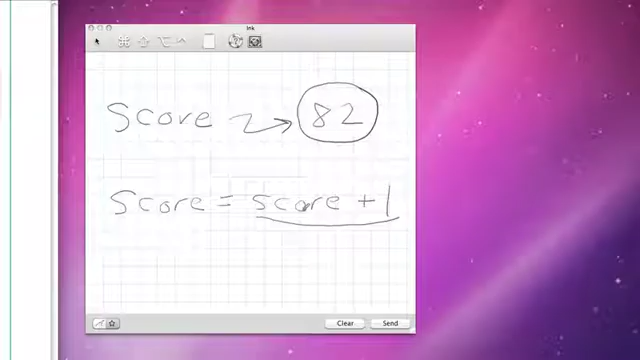 Ink
Score → 82
Score = score + 1
Clear Send